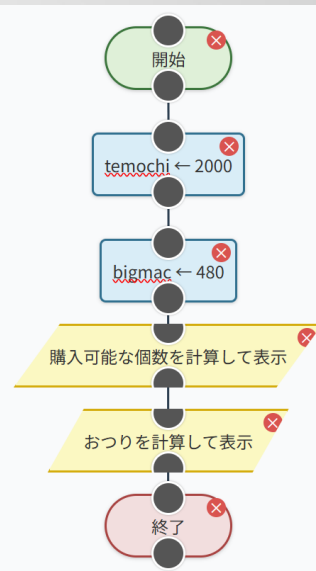 開始
temochi ← 2000
bigmac ← 480
購入可能な個数を計算して表示
おつりを計算して表示
終了